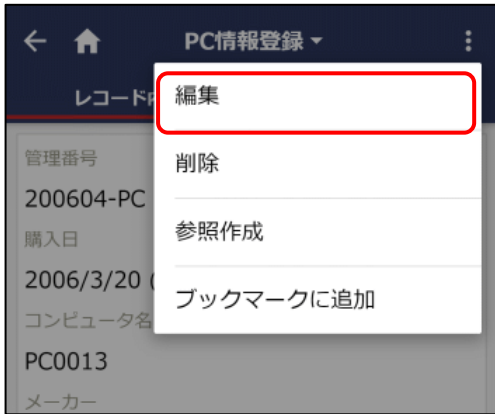 PC情報登録
レコード
編集
管理番号
削除
200604-PC
参照作成
購入日
2006/3/20 (
ブックマークに追加
コンピュータ名
PC0013
メーカー